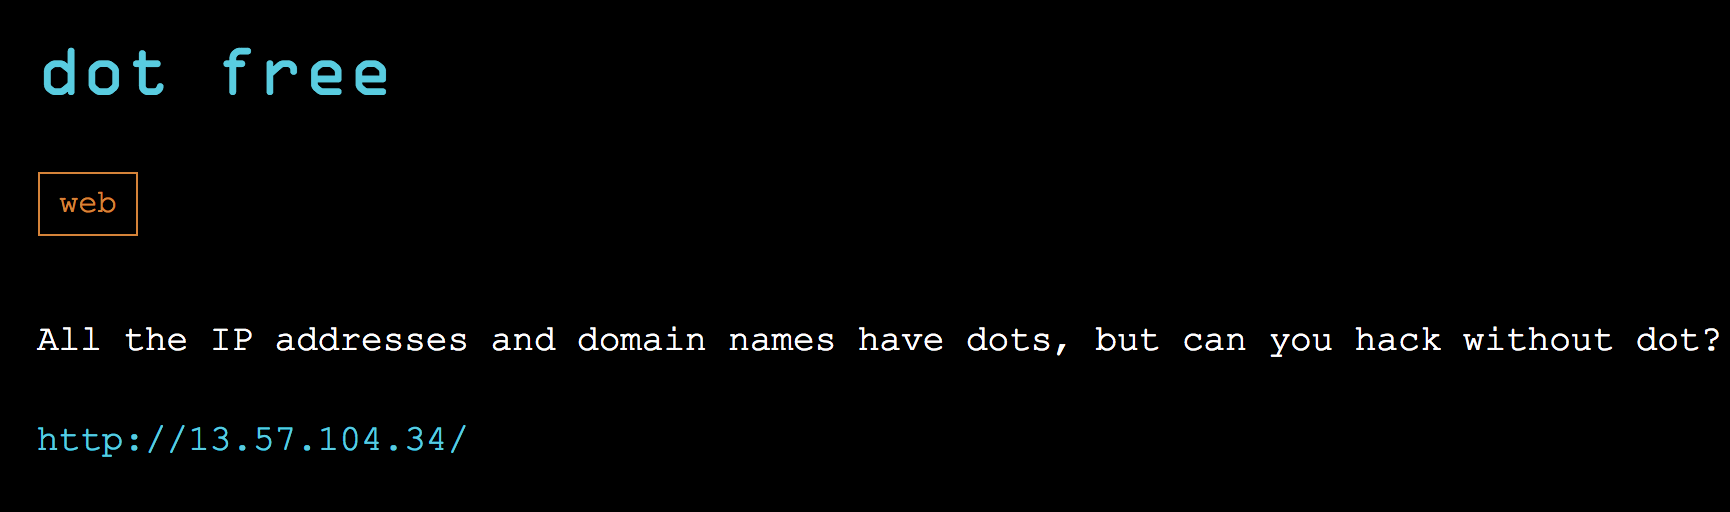 dot free
web
All the IP addresses and domain names have dots, but can you hack without dot?
http://13.57.104.34/